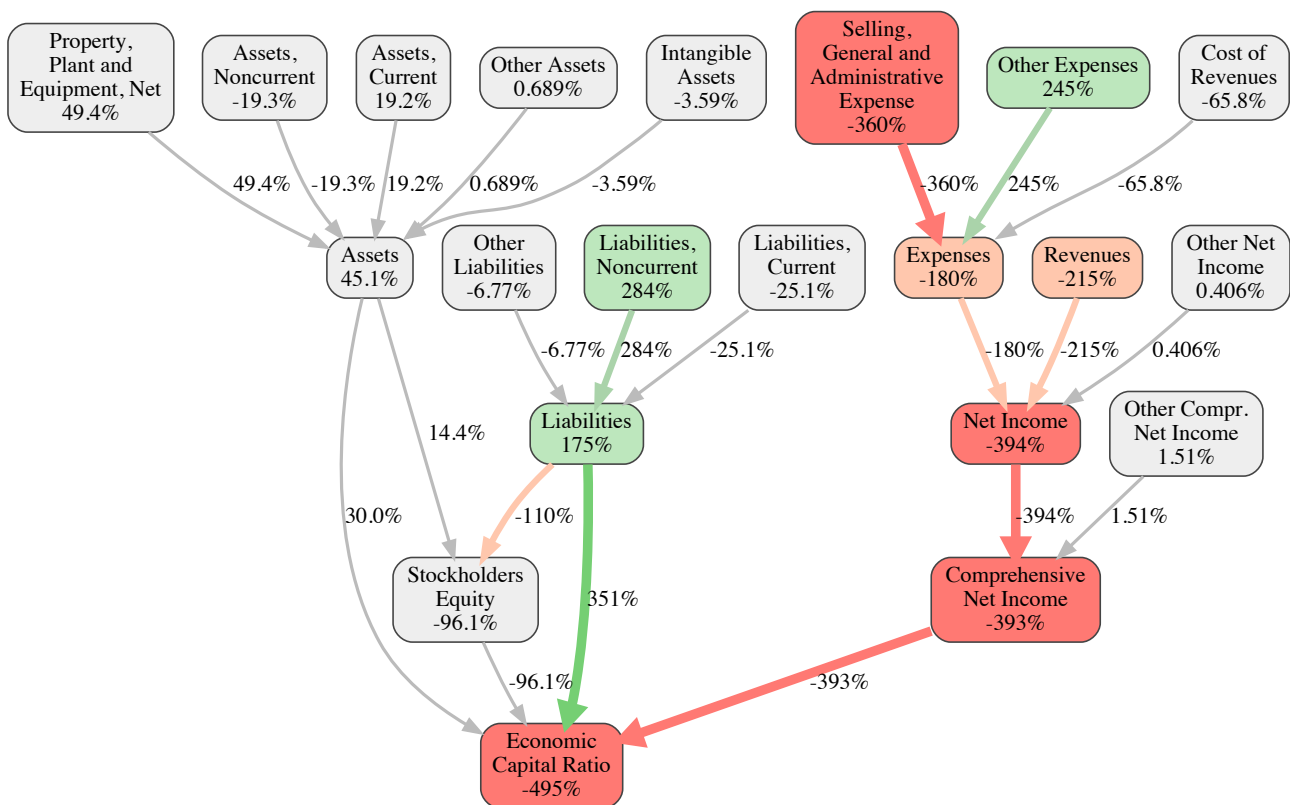 Property,
Plant and
Equipment, Net
49.4%
Assets,
Noncurrent
-19.3%
Assets,
Current
19.2%
Other Assets
0.689%
Intangible
Assets
-3.59%
Selling,
General and
Administrative
Expense
-360%
Other Expenses
245%
Cost of
Revenues
-65.8%
49.4%
-19.3%
19.2%
0.689%
-3.59%
-360%
245%
-65.8%
Assets
45.1%
Other
Liabilities
-6.77%
Liabilities,
Noncurrent
284%
Liabilities,
Current
-25.1%
Expenses
-180%
Revenues
-215%
Other Net
Income
0.406%
-6.77%
284%
-25.1%
-180%
-215%
0.406%
Liabilities
175%
Net Income
-394%
Other Compr.
Net Income
1.51%
14.4%
30.0%
-110%
351%
-394%
1.51%
Stockholders
Equity
-96.1%
Comprehensive
Net Income
-393%
-96.1%
-393%
Economic
Capital Ratio
-495%